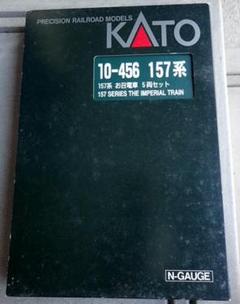 PRECISION RAILROAD MODELS
KATO
10-456 157系
157系 お召電車 5両セット
157 SERIES THE IMPERIAL TRAIN
N-GAUGE